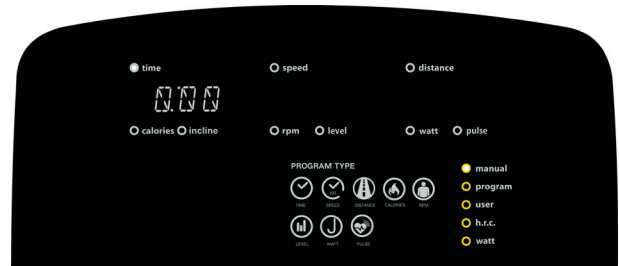 time speed distance
0:00
calories incline rpm level watt pulse
PROGRAM TYPE
manual
program
KM
TIME SPEED DISTANCE CALORIES RPM
user
h.r.c.
LEVEL WATT PULSE
watt